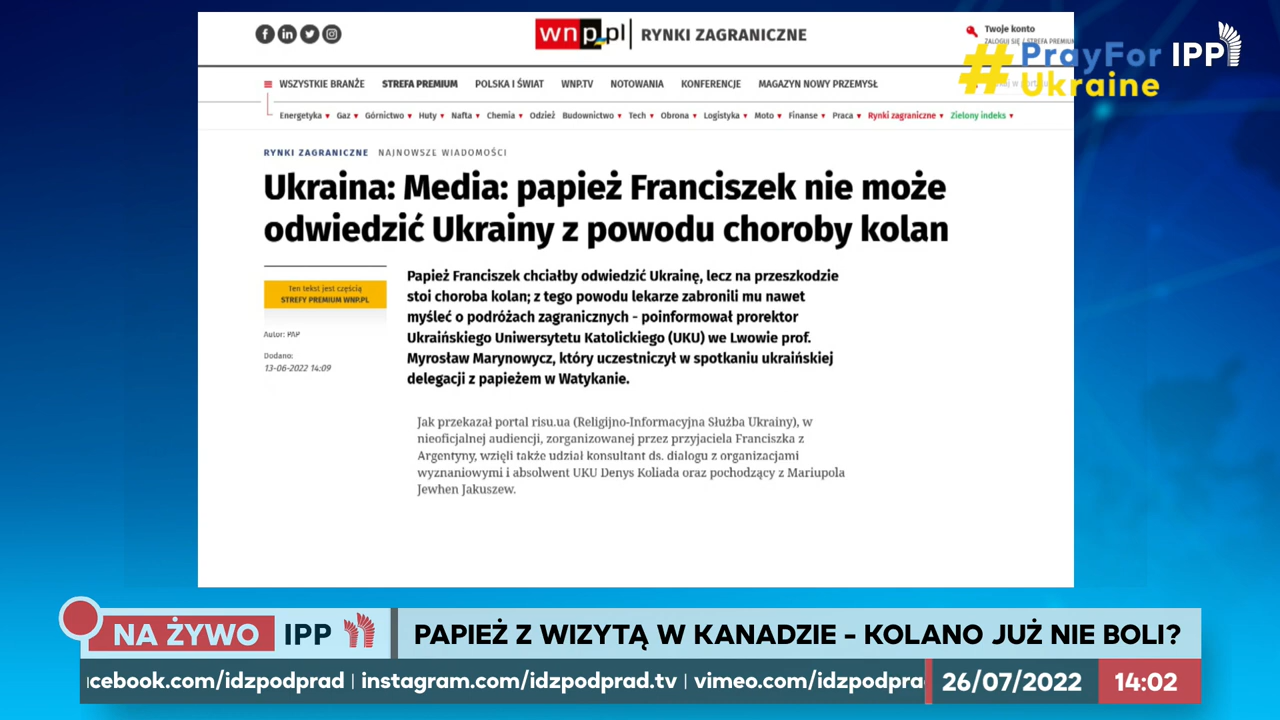 wnp.pl RYNKI ZAGRANICZNE
Twoje konto
ZALOGUJ SIĘ / STREFA PREMIUM
#PrayFor
Ukraine
IPP
WSZYSTKIE BRANŻE STREFA PREMIUM POLSKA I ŚWIAT WNP.TV NOTOWANIA KONFERENCJE MAGAZYN NOWY PRZEMYSŁ
Energetyka Gaz Górnictwo Huty Nafta Chemia Odzież Budownictwo Tech Obrona Logistyka Moto Finanse Praca Rynki zagraniczne Zielony indeks
RYNKI ZAGRANICZNE NAJNOWSZE WIADOMOŚCI
Ukraina: Media: papież Franciszek nie może
odwiedzić Ukrainy z powodu choroby kolan
Ten tekst jest częścią
STREFY PREMIUM WNP.PL
Autor: PAP
Dodano:
13-06-2022 14:09
Papież Franciszek chciałby odwiedzić Ukrainę, lecz na przeszkodzie
stoi choroba kolan; z tego powodu lekarze zabronili mu nawet
myśleć o podróżach zagranicznych - poinformował prorektor
Ukraińskiego Uniwersytetu Katolickiego (UKU) we Lwowie prof.
Myrosław Marynowycz, który uczestniczył w spotkaniu ukraińskiej
delegacji z papieżem w Watykanie.
Jak przekazał portal risu.ua (Religijno-Informacyjna Służba Ukrainy), w
nieoficjalnej audiencji, zorganizowanej przez przyjaciela Franciszka z
Argentyny, wzięli także udział konsultant ds. dialogu z organizacjami
wyznaniowymi i absolwent UKU Denys Koliada oraz pochodzący z Mariupola
Jewhen Jakuszew.
NA ŻYWO IPP PAPIEŻ Z WIZYTĄ W KANADZIE - KOLANO JUŻ NIE BOLI?
cebook.com/idzpodprad | instagram.com/idzpodprad.tv | vimeo.com/idzpodprad 26/07/2022 14:02